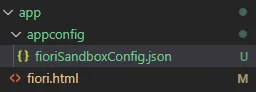 app
appconfig
{} fioriSandboxConfig.json U
<> fiori.html M